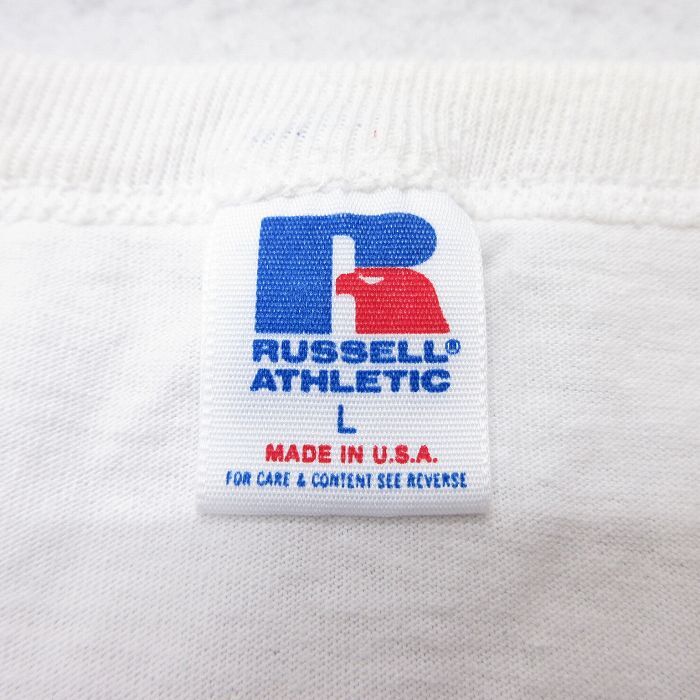 RUSSELL®
ATHLETIC
L
MADE IN U.S.A.
FOR CARE & CONTENT SEE REVERSE